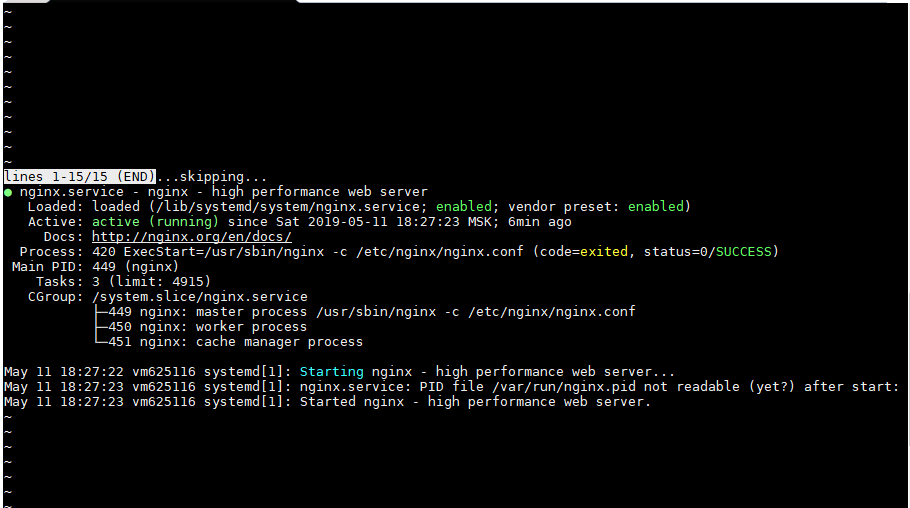 ~
~
~
~
~
~
~
~
~
~
~
lines 1-15/15 (END)...skipping...
● nginx.service - nginx - high performance web server
   Loaded: loaded (/lib/systemd/system/nginx.service; enabled; vendor preset: enabled)
   Active: active (running) since Sat 2019-05-11 18:27:23 MSK; 6min ago
     Docs: http://nginx.org/en/docs/
  Process: 420 ExecStart=/usr/sbin/nginx -c /etc/nginx/nginx.conf (code=exited, status=0/SUCCESS)
 Main PID: 449 (nginx)
    Tasks: 3 (limit: 4915)
   CGroup: /system.slice/nginx.service
           ├─449 nginx: master process /usr/sbin/nginx -c /etc/nginx/nginx.conf
           ├─450 nginx: worker process
           └─451 nginx: cache manager process

May 11 18:27:22 vm625116 systemd[1]: Starting nginx - high performance web server...
May 11 18:27:23 vm625116 systemd[1]: nginx.service: PID file /var/run/nginx.pid not readable (yet?) after start:
May 11 18:27:23 vm625116 systemd[1]: Started nginx - high performance web server.
~
~
~
~
~
~
~